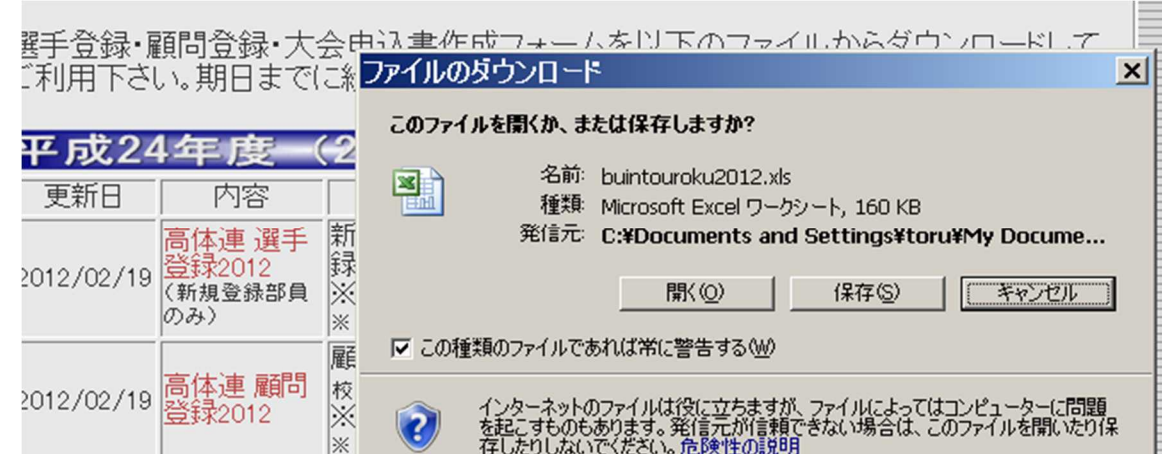 選手登録・顧問登録・大会申込書作成フォームを以下のファイルからダウンロードして
ご利用下さい。期日までに
平成24年度 (2
更新日 内容
2012/02/19
高体連 選手
登録2012
(新規登録部員
のみ)
新
録
※
※
2012/02/19
高体連 顧問
登録2012
顧
校
※
※
ファイルのダウンロード
このファイルを開くか、または保存しますか?
名前: buintouroku2012.xls
種類: Microsoft Excel ワークシート, 160 KB
発信元: C:¥Documents and Settings¥toru¥My Docume...
開く(O) 保存(S) キャンセル
この種類のファイルであれば常に警告する(W)
インターネットのファイルは役に立ちますが、ファイルによってはコンピューターに問題
を起こすものもあります。発信元が信頼できない場合は、このファイルを開いたり保
存したりしないでください。危険性の説明